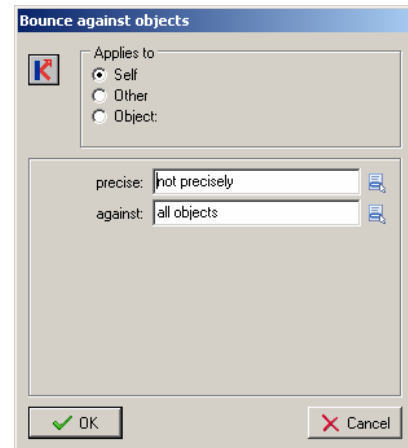 Bounce against objects
Applies to
Self
Other
Object:
precise: not precisely
against: all objects
OK Cancel